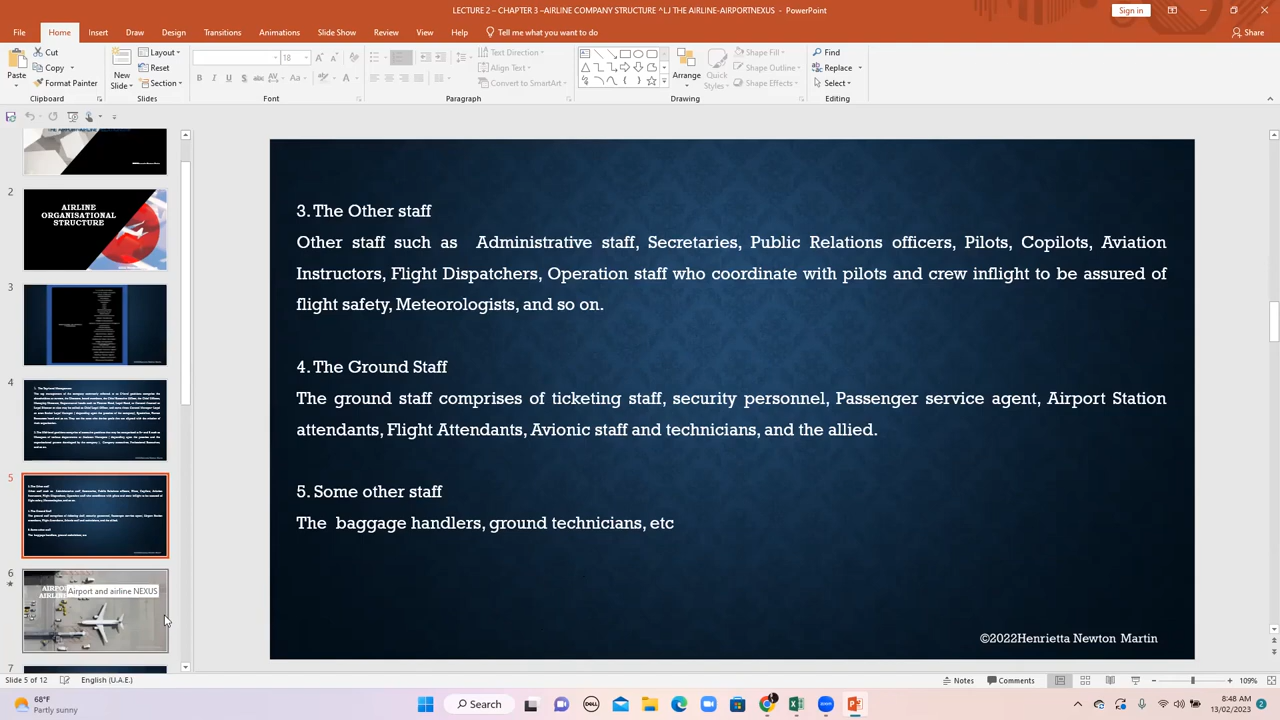 LECTURE 2 – CHAPTER 3 –AIRLINE COMPANY STRUCTURE ^LJ THE AIRLINE-AIRPORTNEXUS - PowerPoint
Sign in
File Home Insert Draw Design Transitions Animations Slide Show Review View Help Tell me what you want to do
Share
Paste
Cut
Copy
Format Painter
Clipboard
New
Slide
Layout
Reset
Section
Slides
18
Font
Text Direction
Align Text
Convert to SmartArt
Paragraph
Arrange
Quick
Styles
Shape Fill
Shape Outline
Shape Effects
Drawing
Find
Replace
Select
Editing
2
AIRLINE
ORGANISATIONAL
STRUCTURE
3
4
5
6
Airport and airline NEXUS
7
3. The Other staff
Other staff such as Administrative staff, Secretaries, Public Relations officers, Pilots, Copilots, Aviation
Instructors, Flight Dispatchers, Operation staff who coordinate with pilots and crew inflight to be assured of
flight safety, Meteorologists, and so on.
4. The Ground Staff
The ground staff comprises of ticketing staff, security personnel, Passenger service agent, Airport Station
attendants, Flight Attendants, Avionic staff and technicians, and the allied.
5. Some other staff
The baggage handlers, ground technicians, etc
©2022Henrietta Newton Martin
Slide 5 of 12
English (U.A.E.)
Notes
Comments
109%
68°F
Partly sunny
Search
8:48 AM
13/02/2023